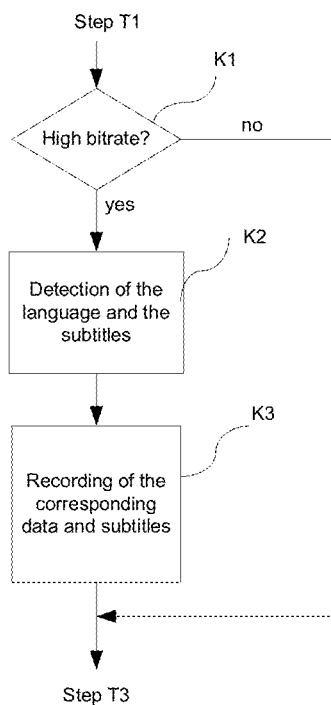 Step T1
K1
High bitrate?
no
yes
K2
Detection of the
language and the
subtitles
K3
Recording of the
corresponding
data and subtitles
Step T3